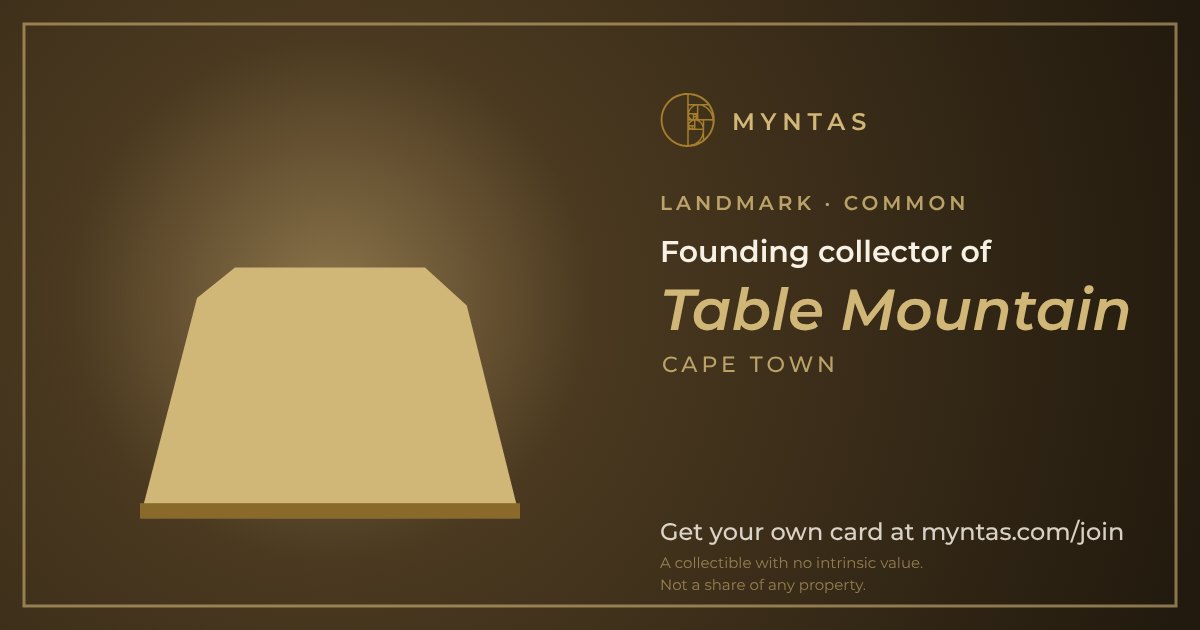 MYNTAS
LANDMARK · COMMON
Founding collector of
Table Mountain
CAPE TOWN
Get your own card at myntas.com/join
A collectible with no intrinsic value.
Not a share of any property.